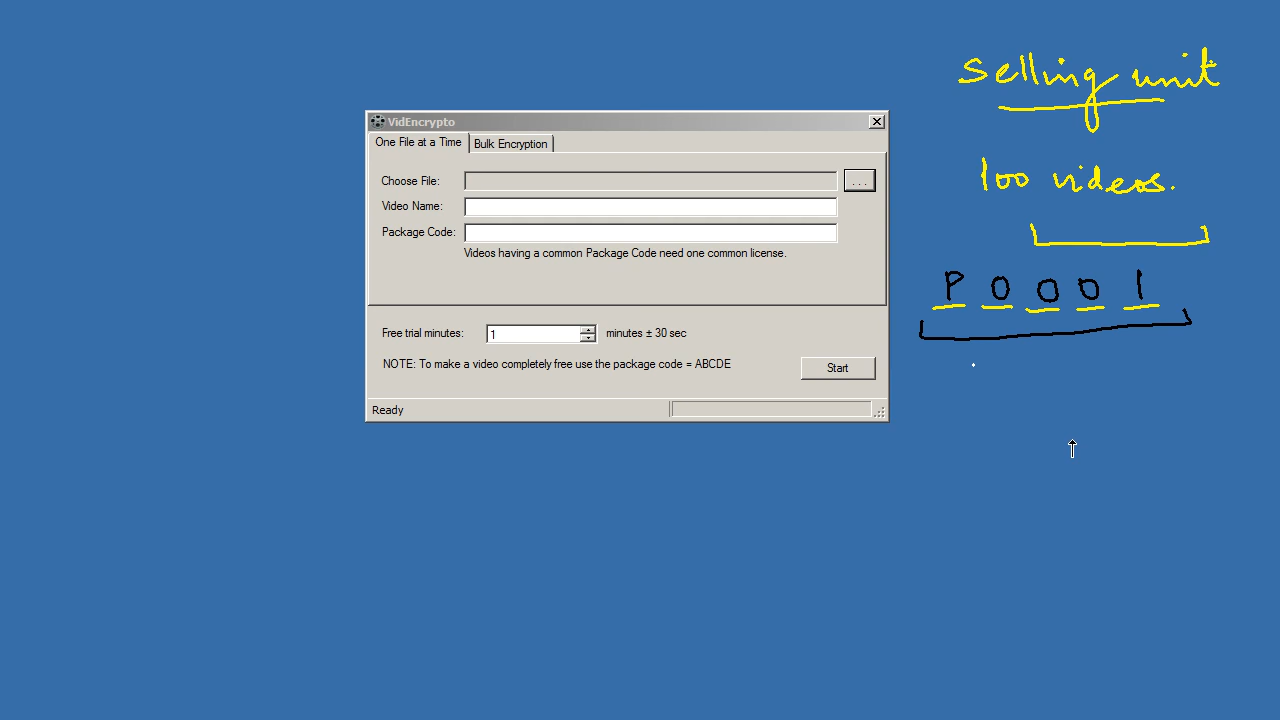 selling unit
100 videos.
P0001
VidEncrypto
One File at a Time Bulk Encryption
Choose File: ...
Video Name:
Package Code:
Videos having a common Package Code need one common license.
Free trial minutes: 1 minutes ± 30 sec
NOTE: To make a video completely free use the package code = ABCDE
Start
Ready